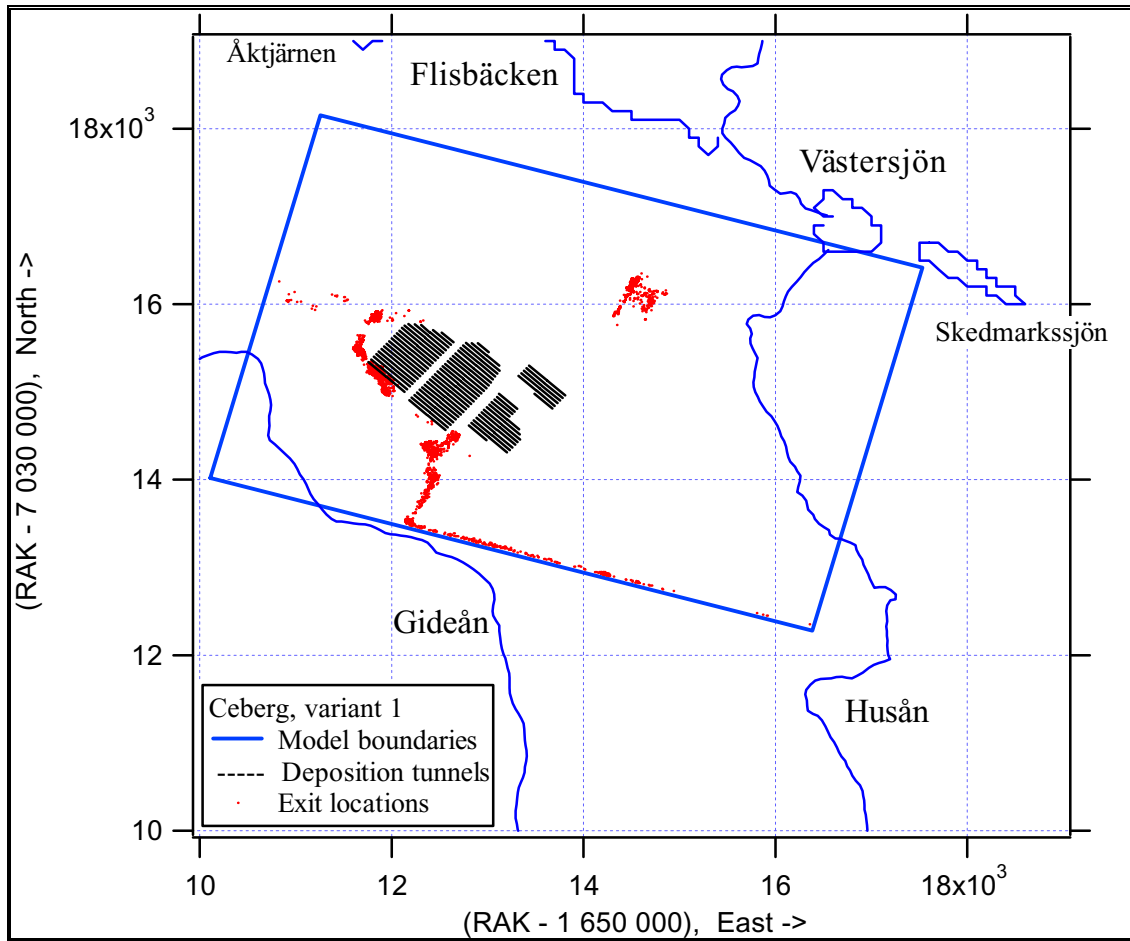 Åktjärnen
Flisbäcken
Västersjön
Skedmarkssjön
Gideån
Husån
18x10³
16
14
12
10
(RAK - 7 030 000), North ->
Ceberg, variant 1
Model boundaries
Deposition tunnels
Exit locations
10
12
14
16
18x10³
(RAK - 1 650 000), East ->